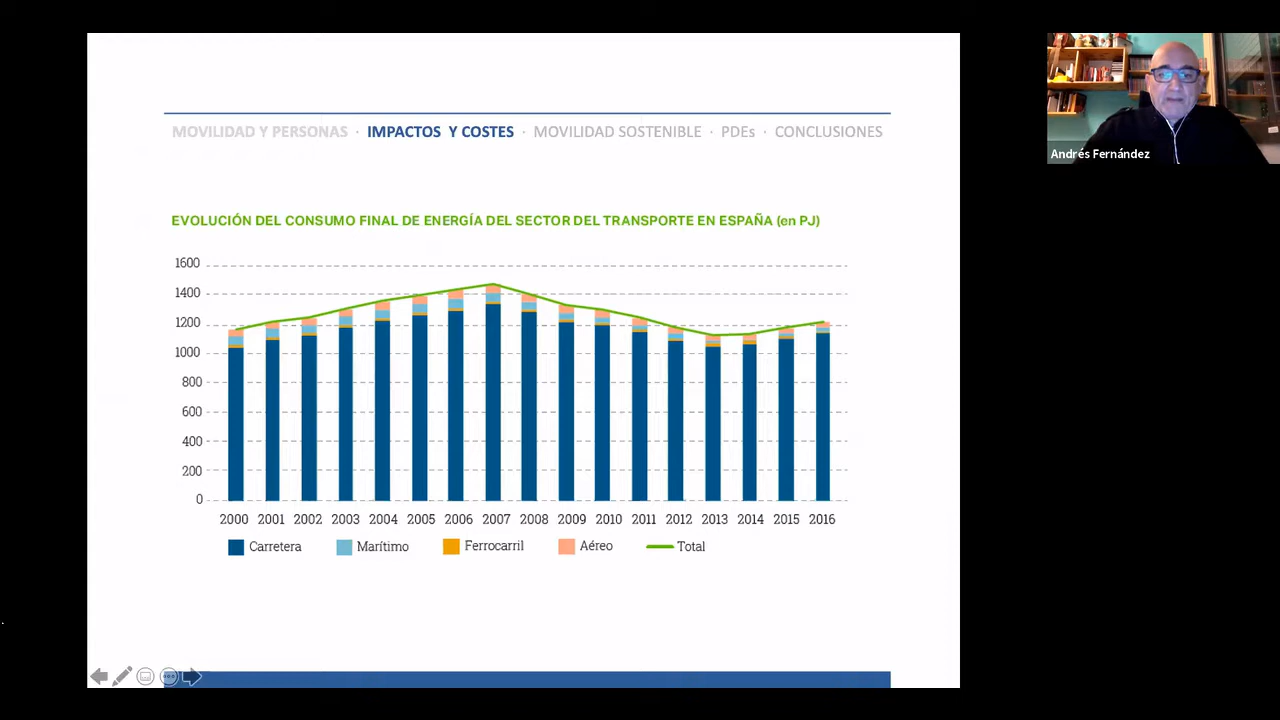 MOVILIDAD Y PERSONAS · IMPACTOS Y COSTES · MOVILIDAD SOSTENIBLE · PDEs · CONCLUSIONES
Andrés Fernández
EVOLUCIÓN DEL CONSUMO FINAL DE ENERGÍA DEL SECTOR DEL TRANSPORTE EN ESPAÑA (en PJ)
1600
1400
1200
1000
800
600
400
200
0
2000 2001 2002 2003 2004 2005 2006 2007 2008 2009 2010 2011 2012 2013 2014 2015 2016
Carretera Marítimo Ferrocarril Aéreo Total